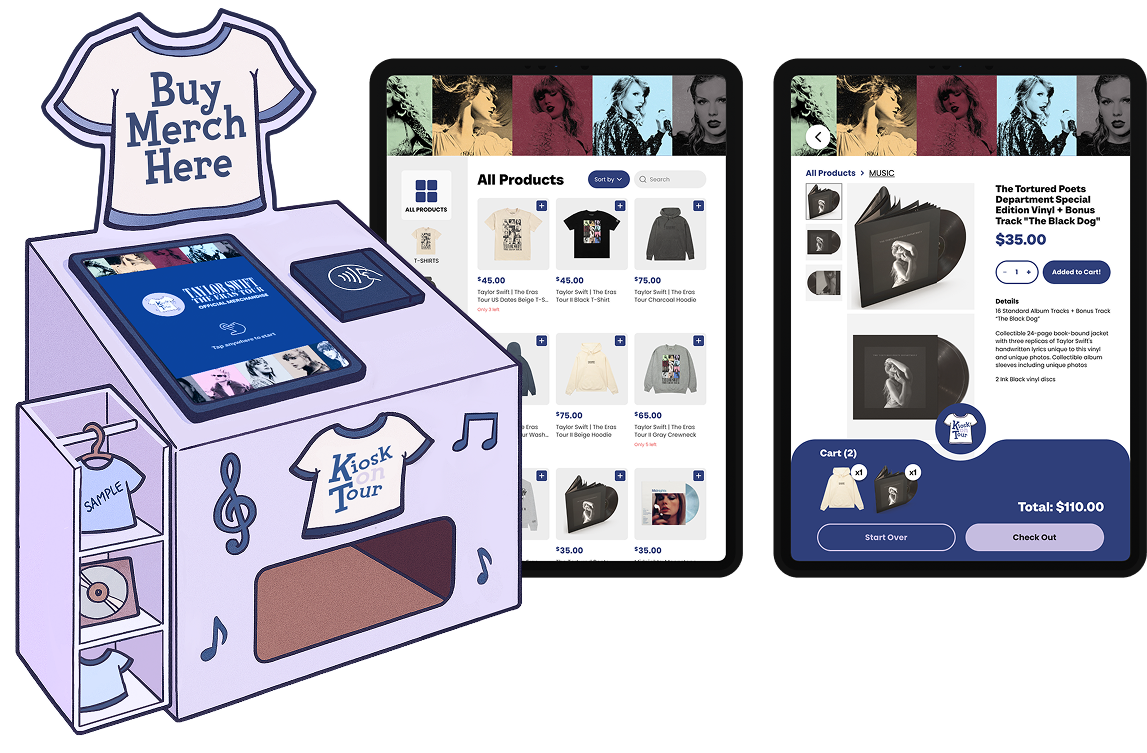 Buy
Merch
Here
TAYLOR SWIFT
THE ERAS TOUR
OFFICIAL MERCHANDISE
Tap anywhere to start
SAMPLE
Kiosk
on
Tour
ALL PRODUCTS
T-SHIRTS
All Products
Sort by
Search
$45.00
Taylor Swift | The Eras
Tour US Dates Beige T-S...
Only 3 left
$45.00
Taylor Swift | The Eras
Tour II Black T-Shirt
$75.00
Taylor Swift | The Eras
Tour Charcoal Hoodie
The Eras
ur Wash...
$75.00
Taylor Swift | The Eras
Tour II Beige Hoodie
$65.00
Taylor Swift | The Eras
Tour II Gray Crewneck
Only 5 left
$35.00
$35.00
All Products > MUSIC
The Tortured Poets
Department Special
Edition Vinyl + Bonus
Track "The Black Dog"
$35.00
- 1 +
Added to Cart!
Details
16 Standard Album Tracks + Bonus Track
"The Black Dog"
Collectible 24-page book-bound jacket
with three replicas of Taylor Swift's
handwritten lyrics unique to this vinyl
and unique photos. Collectible album
sleeves including unique photos
2 Ink Black vinyl discs
Kiosk
on
Tour
Cart (2)
x1
x1
Total: $110.00
Start Over
Check Out